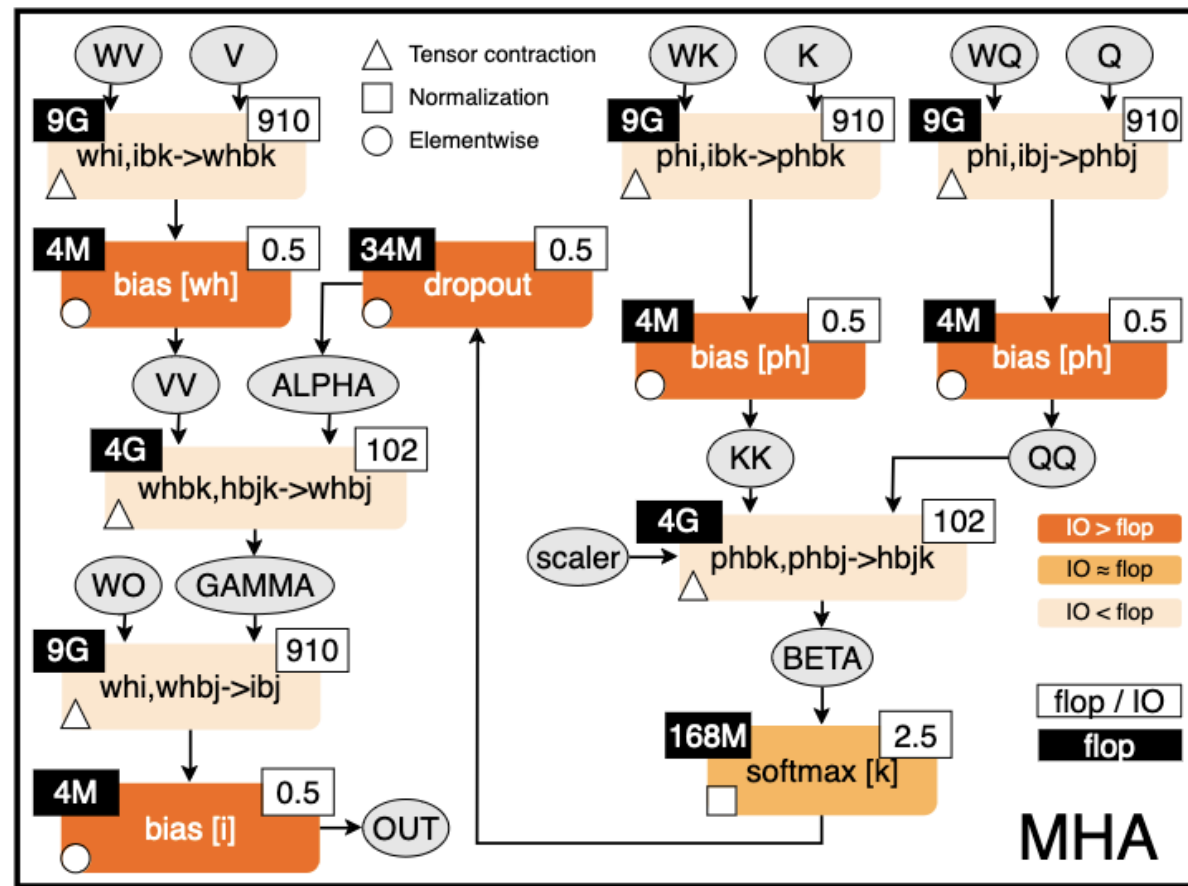 WV
V
Tensor contraction
Normalization
Elementwise
WK
K
WQ
Q
9G
910
whi,ibk->whbk
9G
910
phi,ibk->phbk
9G
910
phi,ibj->phbj
4M
0.5
bias [wh]
34M
0.5
dropout
4M
0.5
bias [ph]
4M
0.5
bias [ph]
VV
ALPHA
KK
QQ
4G
102
whbk,hbjk->whbj
4G
102
phbk,phbj->hbjk
scaler
WO
GAMMA
BETA
9G
910
whi,whbj->ibj
168M
2.5
softmax [k]
4M
0.5
bias [i]
OUT
IO > flop
IO ≈ flop
IO < flop
flop / IO
flop
MHA